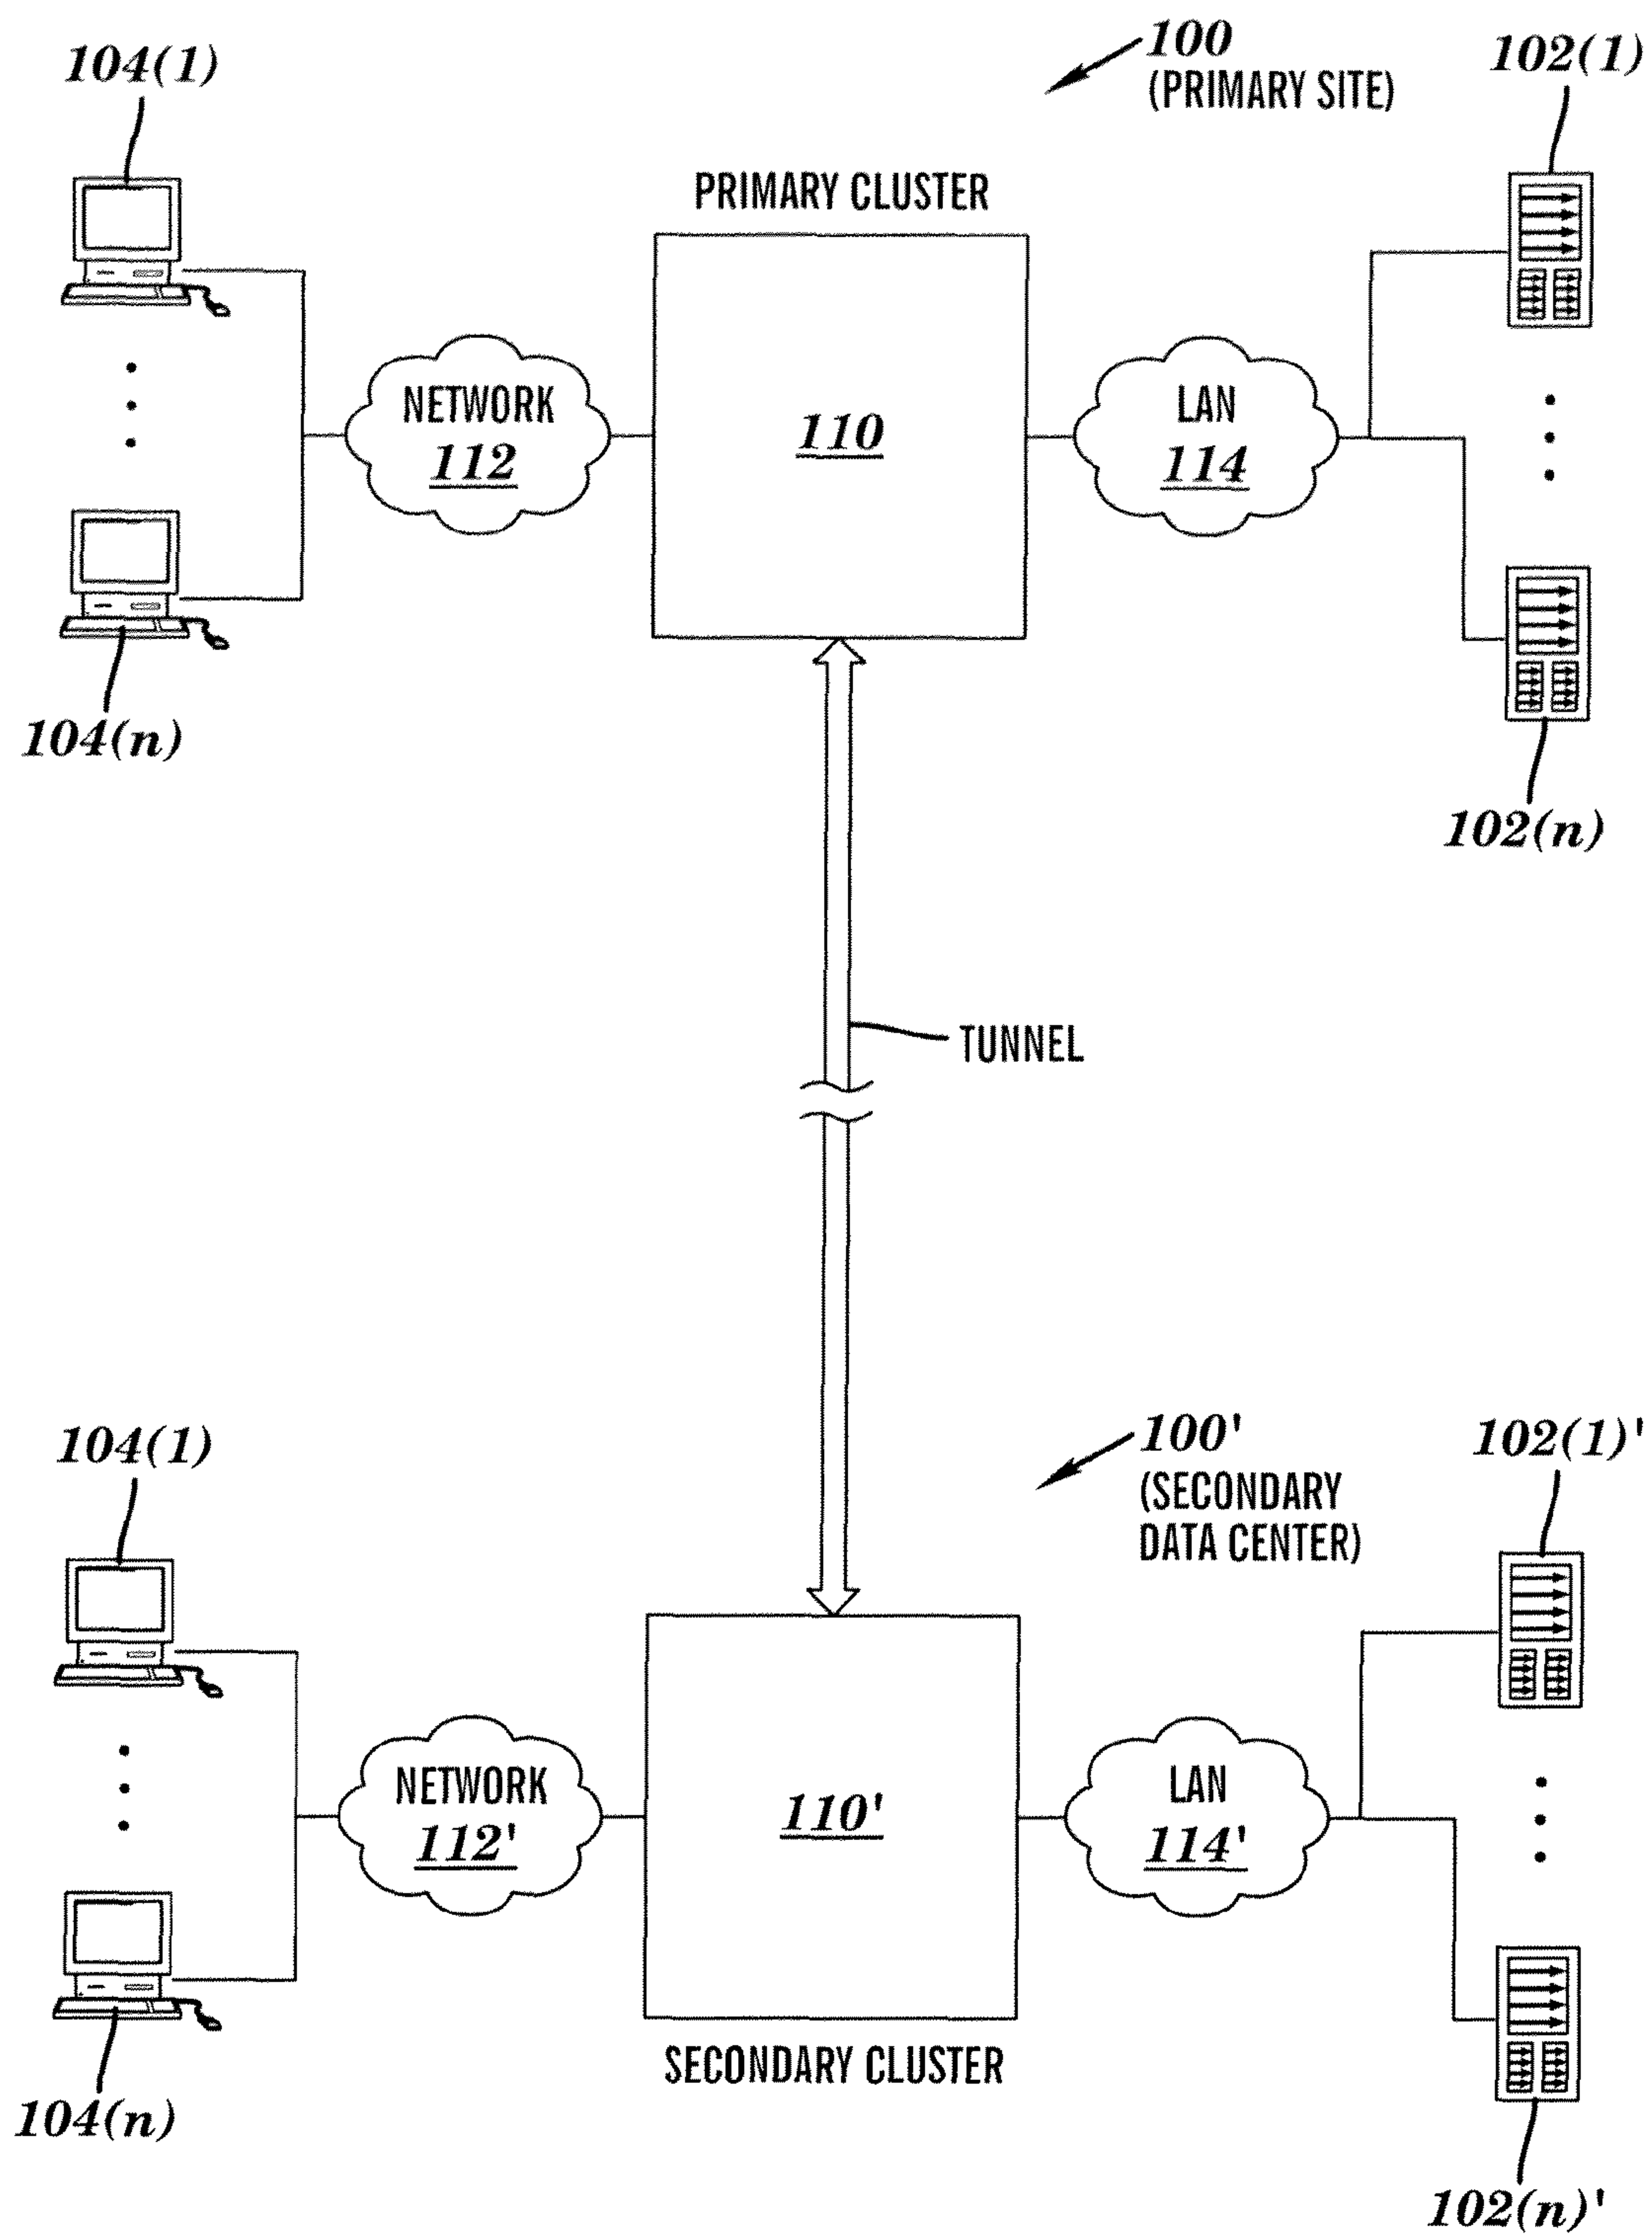 104(1)
100
(PRIMARY SITE)
102(1)
PRIMARY CLUSTER
NETWORK
112
110
LAN
114
104(n)
102(n)
TUNNEL
104(1)
100'
(SECONDARY
DATA CENTER)
102(1)'
NETWORK
112'
110'
LAN
114'
SECONDARY CLUSTER
104(n)
102(n)'